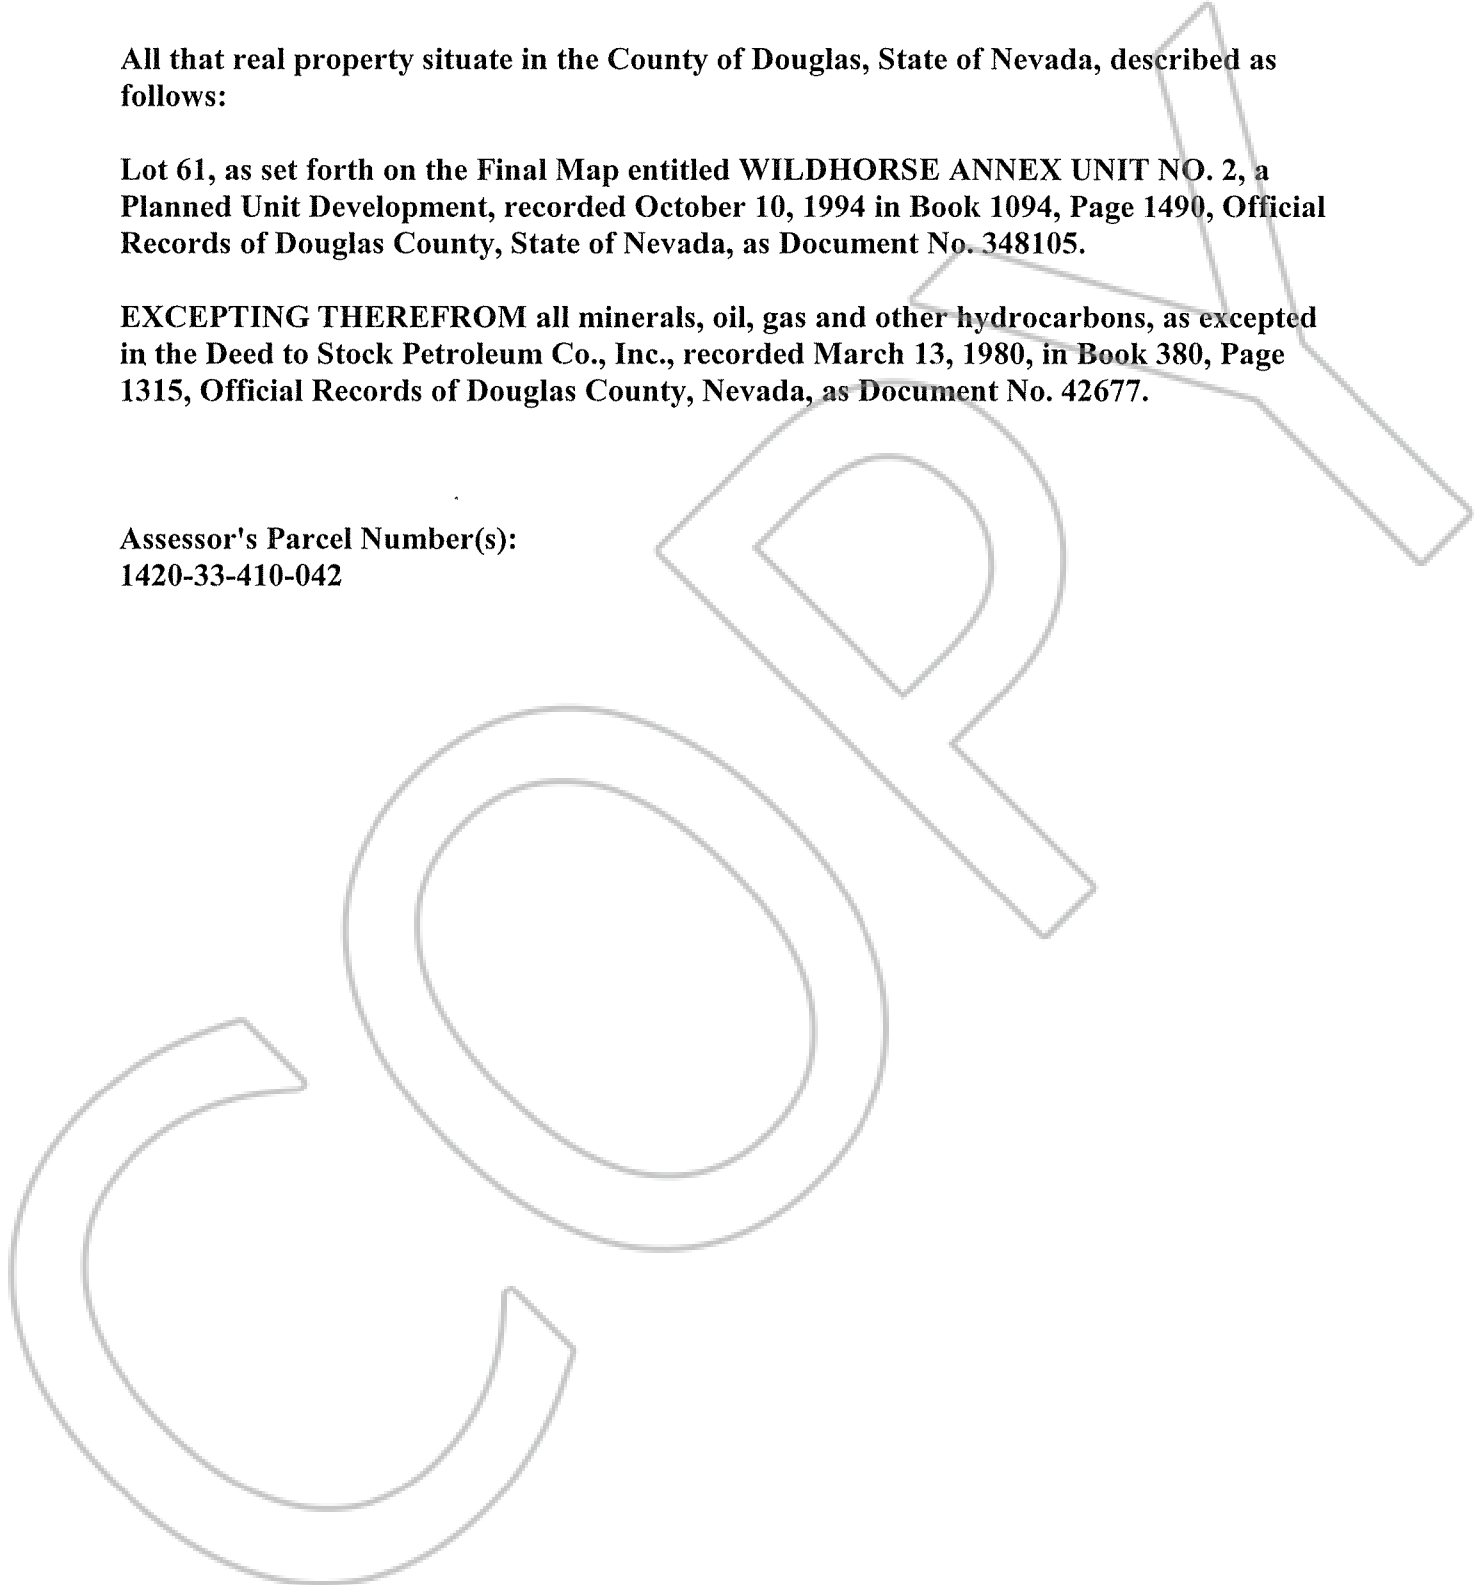 All that real property situate in the County of Douglas, State of Nevada, described as
follows:
Lot 61, as set forth on the Final Map entitled WILDHORSE ANNEX UNIT NO. 2, a
Planned Unit Development, recorded October 10, 1994 in Book 1094, Page 1490, Official
Records of Douglas County, State of Nevada, as Document No. 348105.
EXCEPTING THEREFROM all minerals, oil, gas and other hydrocarbons, as excepted
in the Deed to Stock Petroleum Co., Inc., recorded March 13, 1980, in Book 380, Page
1315, Official Records of Douglas County, Nevada, as Document No. 42677.
Assessor's Parcel Number(s):
1420-33-410-042
COPY